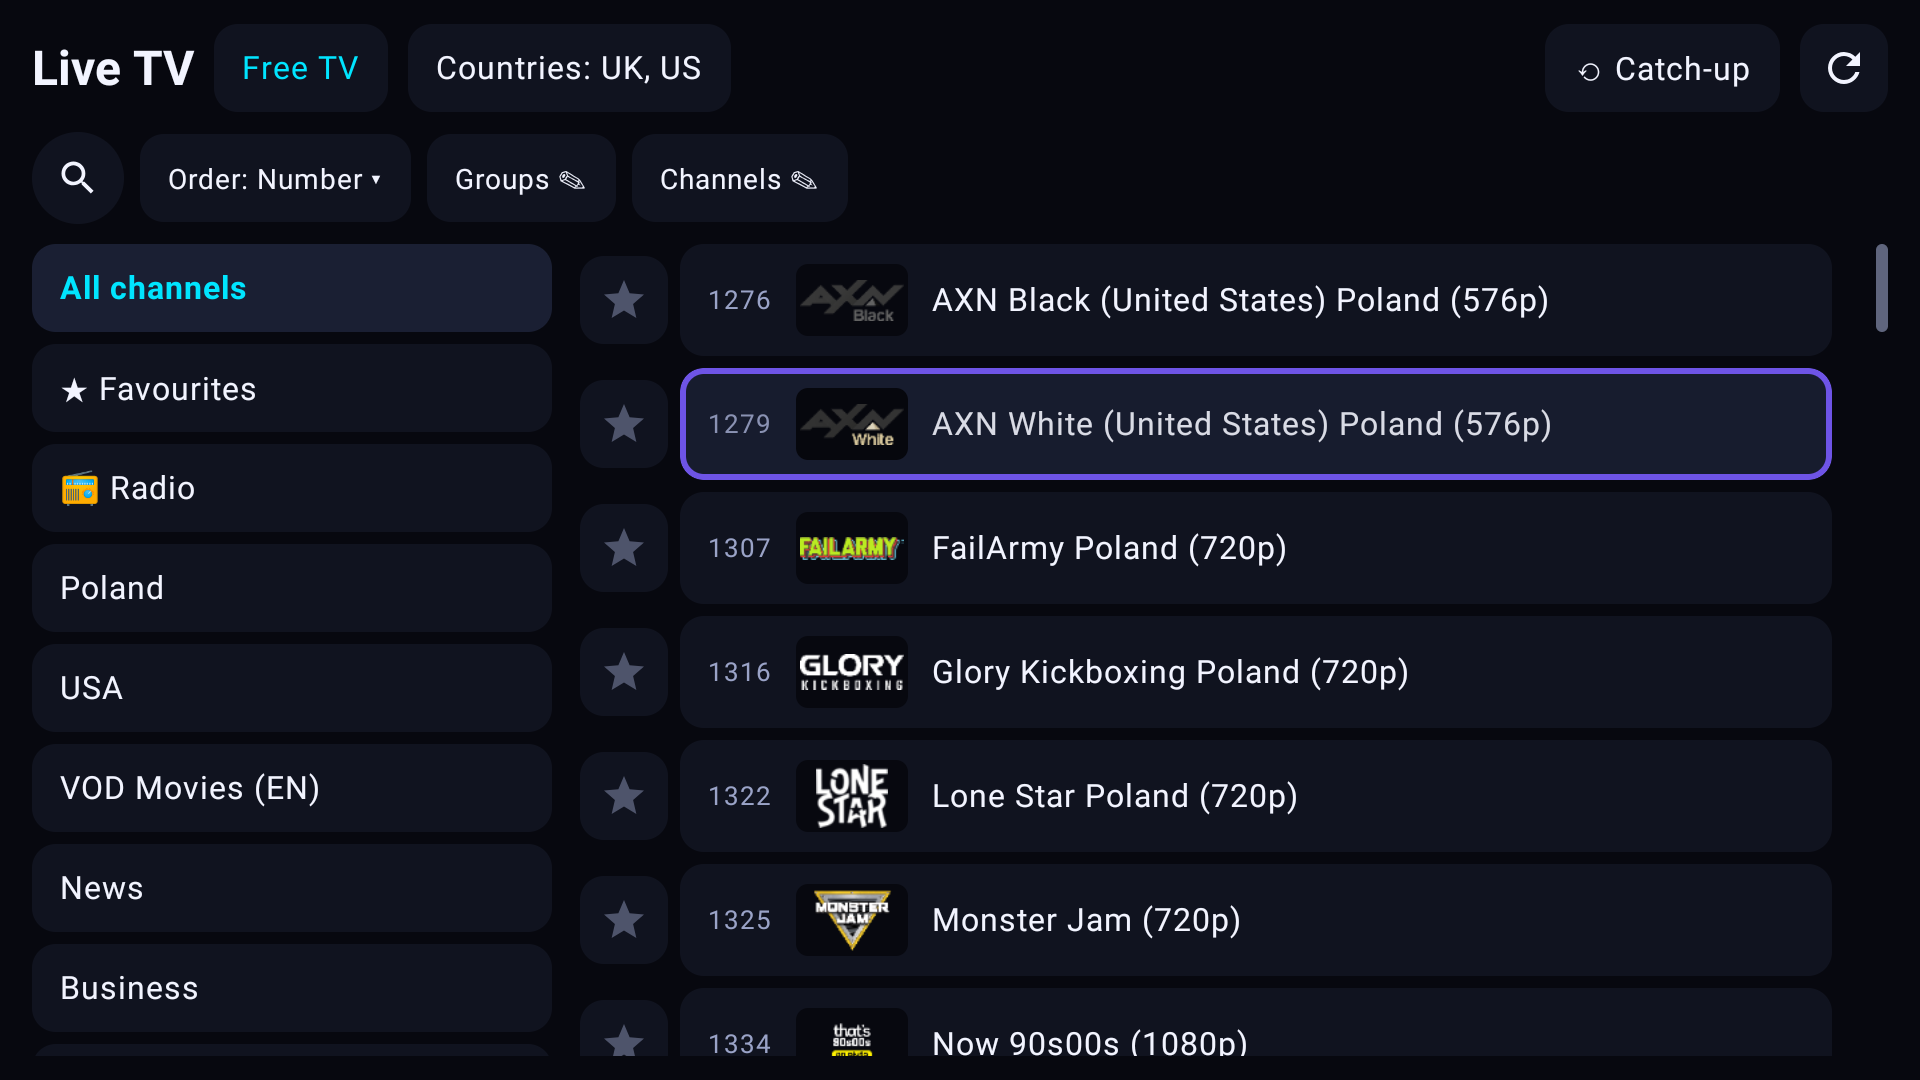 Live TV
Free TV
Countries: UK, US
Catch-up
Order: Number
Groups
Channels
All channels
★ Favourites
Radio
Poland
USA
VOD Movies (EN)
News
Business
1276
AXN
Black
AXN Black (United States) Poland (576p)
1279
AXN
White
AXN White (United States) Poland (576p)
1307
FAILARMY
FailArmy Poland (720p)
1316
GLORY
KICKBOXING
Glory Kickboxing Poland (720p)
1322
LONE
STAR
Lone Star Poland (720p)
1325
MONSTER
JAM
Monster Jam (720p)
1334
that's
90s00s
Now 90s00s (1080p)